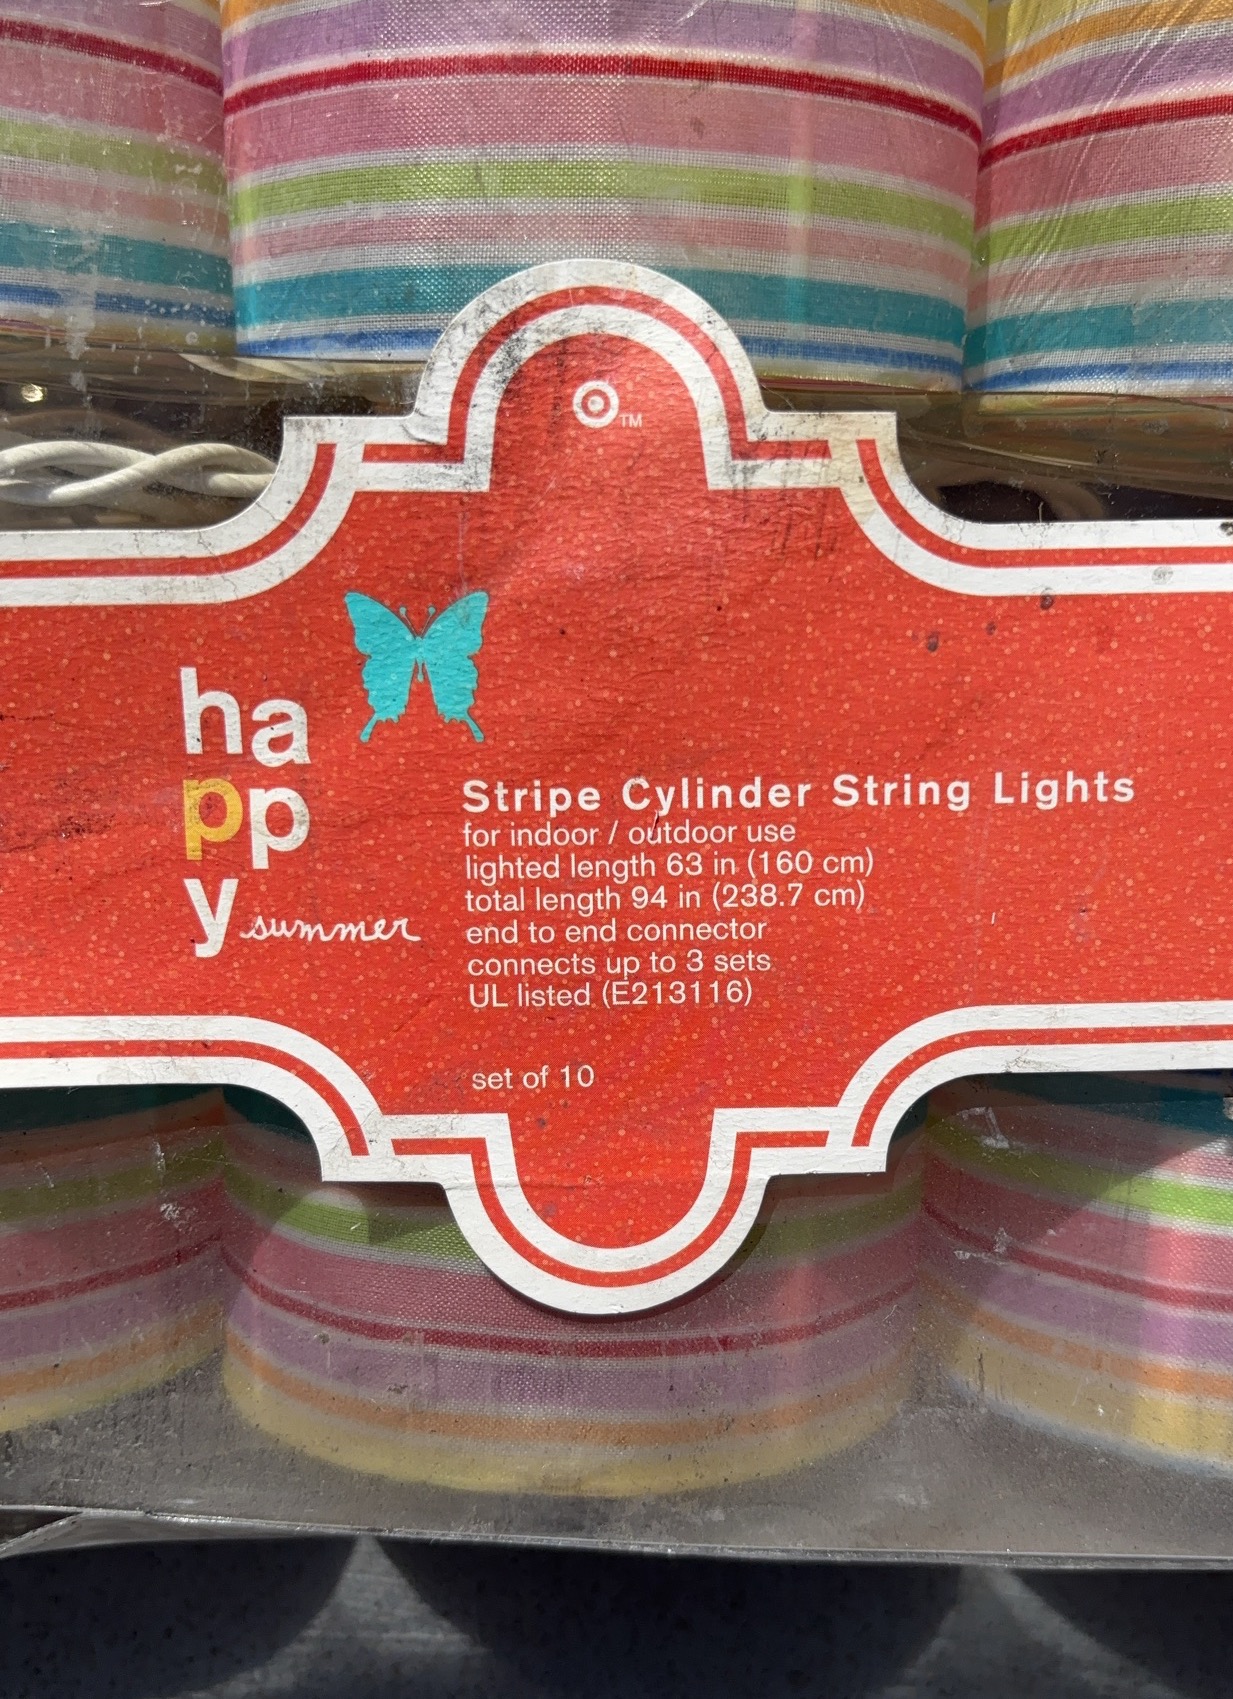 TM
ha
pp
y summer
Stripe Cylinder String Lights
for indoor / outdoor use
lighted length 63 in (160 cm)
total length 94 in (238.7 cm)
end to end connector
connects up to 3 sets
UL listed (E213116)
set of 10